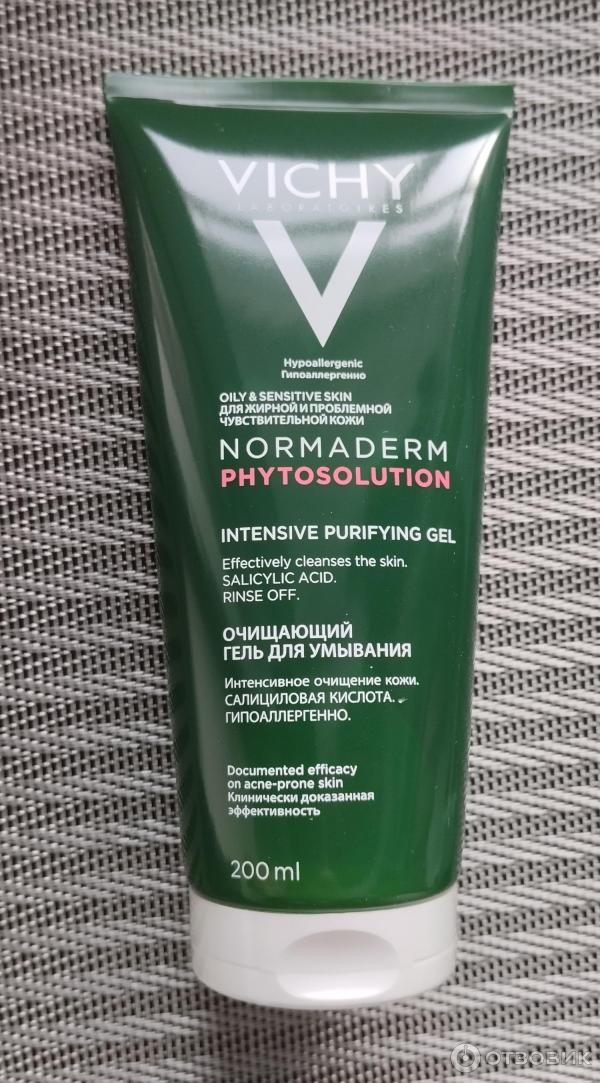 VICHY
LABORATOIRES
V
Hypoallergenic
Гипоаллергенно
OILY & SENSITIVE SKIN
ДЛЯ ЖИРНОЙ И ПРОБЛЕМНОЙ
ЧУВСТВИТЕЛЬНОЙ КОЖИ
NORMADERM
PHYTOSOLUTION
INTENSIVE PURIFYING GEL
Effectively cleanses the skin.
SALICYLIC ACID.
RINSE OFF.
ОЧИЩАЮЩИЙ
ГЕЛЬ ДЛЯ УМЫВАНИЯ
Интенсивное очищение кожи.
САЛИЦИЛОВАЯ КИСЛОТА.
ГИПОАЛЛЕРГЕННО.
Documented efficacy
on acne-prone skin
Клинически доказанная
эффективность
200 ml
ОТЗОВИК